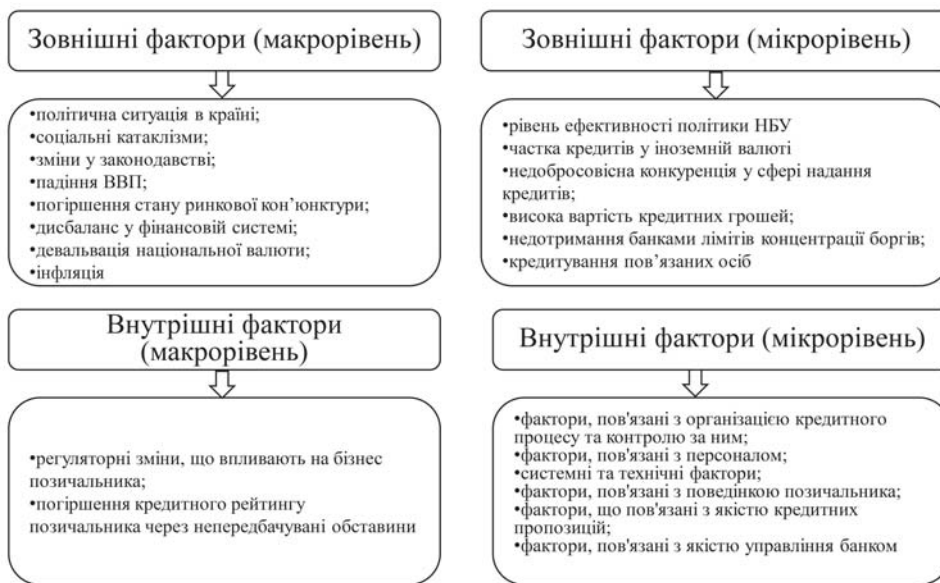 Зовнішні фактори (макрорівень)
•політична ситуація в країні;
•соціальні катаклізми;
•зміни у законодавстві;
•падіння ВВП;
•погіршення стану ринкової кон’юнктури;
•дисбаланс у фінансовій системі;
•девальвація національної валюти;
•інфляція
Зовнішні фактори (мікрорівень)
•рівень ефективності політики НБУ
•частка кредитів у іноземній валюті
•недобросовісна конкуренція у сфері надання
кредитів;
•висока вартість кредитних грошей;
•недотримання банками лімітів концентрації боргів;
•кредитування пов’язаних осіб
Внутрішні фактори
(макрорівень)
•регуляторні зміни, що впливають на бізнес
позичальника;
•погіршення кредитного рейтингу
позичальника через непередбачувані обставини
Внутрішні фактори (мікрорівень)
•фактори, пов'язані з організацією кредитного
процесу та контролю за ним;
•фактори, пов'язані з персоналом;
•системні та технічні фактори;
•фактори, пов'язані з поведінкою позичальника;
•фактори, що пов'язані з якістю кредитних
пропозицій;
•фактори, пов'язані з якістю управління банком